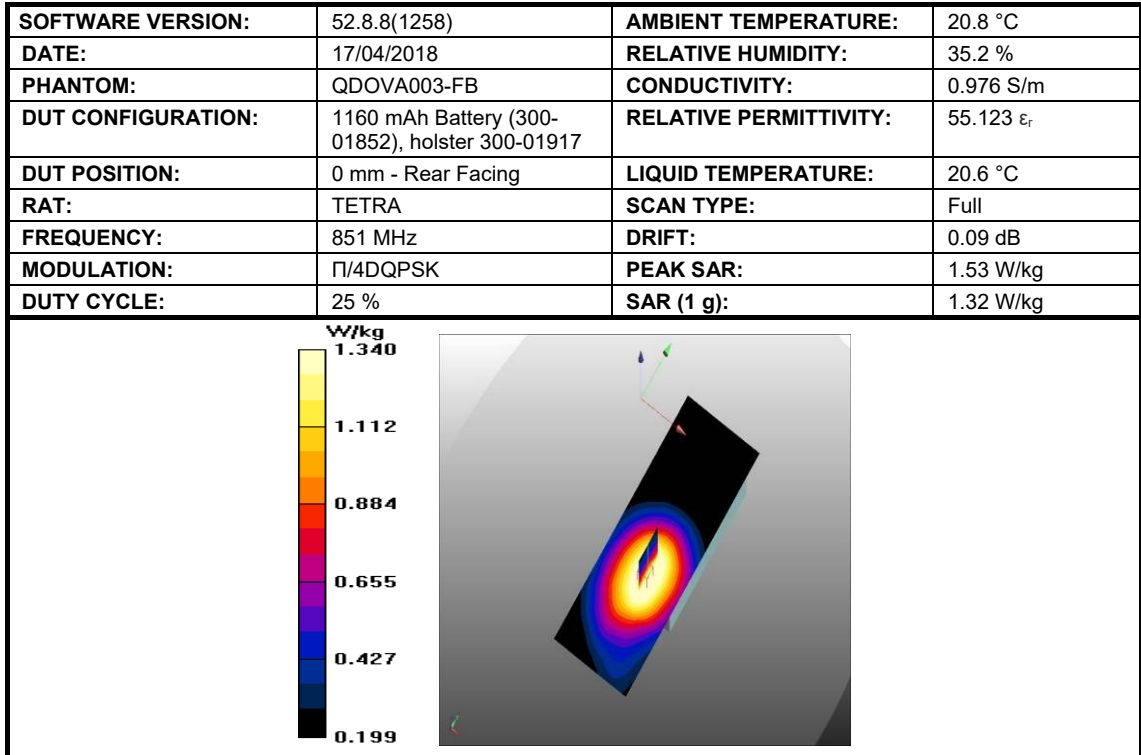 SOFTWARE VERSION: 52.8.8(1258) AMBIENT TEMPERATURE: 20.8 °C
DATE: 17/04/2018 RELATIVE HUMIDITY: 35.2 %
PHANTOM: QDOVA003-FB CONDUCTIVITY: 0.976 S/m
DUT CONFIGURATION: 1160 mAh Battery (300-
01852), holster 300-01917 RELATIVE PERMITTIVITY: 55.123 εr
DUT POSITION: 0 mm - Rear Facing LIQUID TEMPERATURE: 20.6 °C
RAT: TETRA SCAN TYPE: Full
FREQUENCY: 851 MHz DRIFT: 0.09 dB
MODULATION: Π/4DQPSK PEAK SAR: 1.53 W/kg
DUTY CYCLE: 25 % SAR (1 g): 1.32 W/kg
W/kg
1.340
1.112
0.884
0.655
0.427
0.199